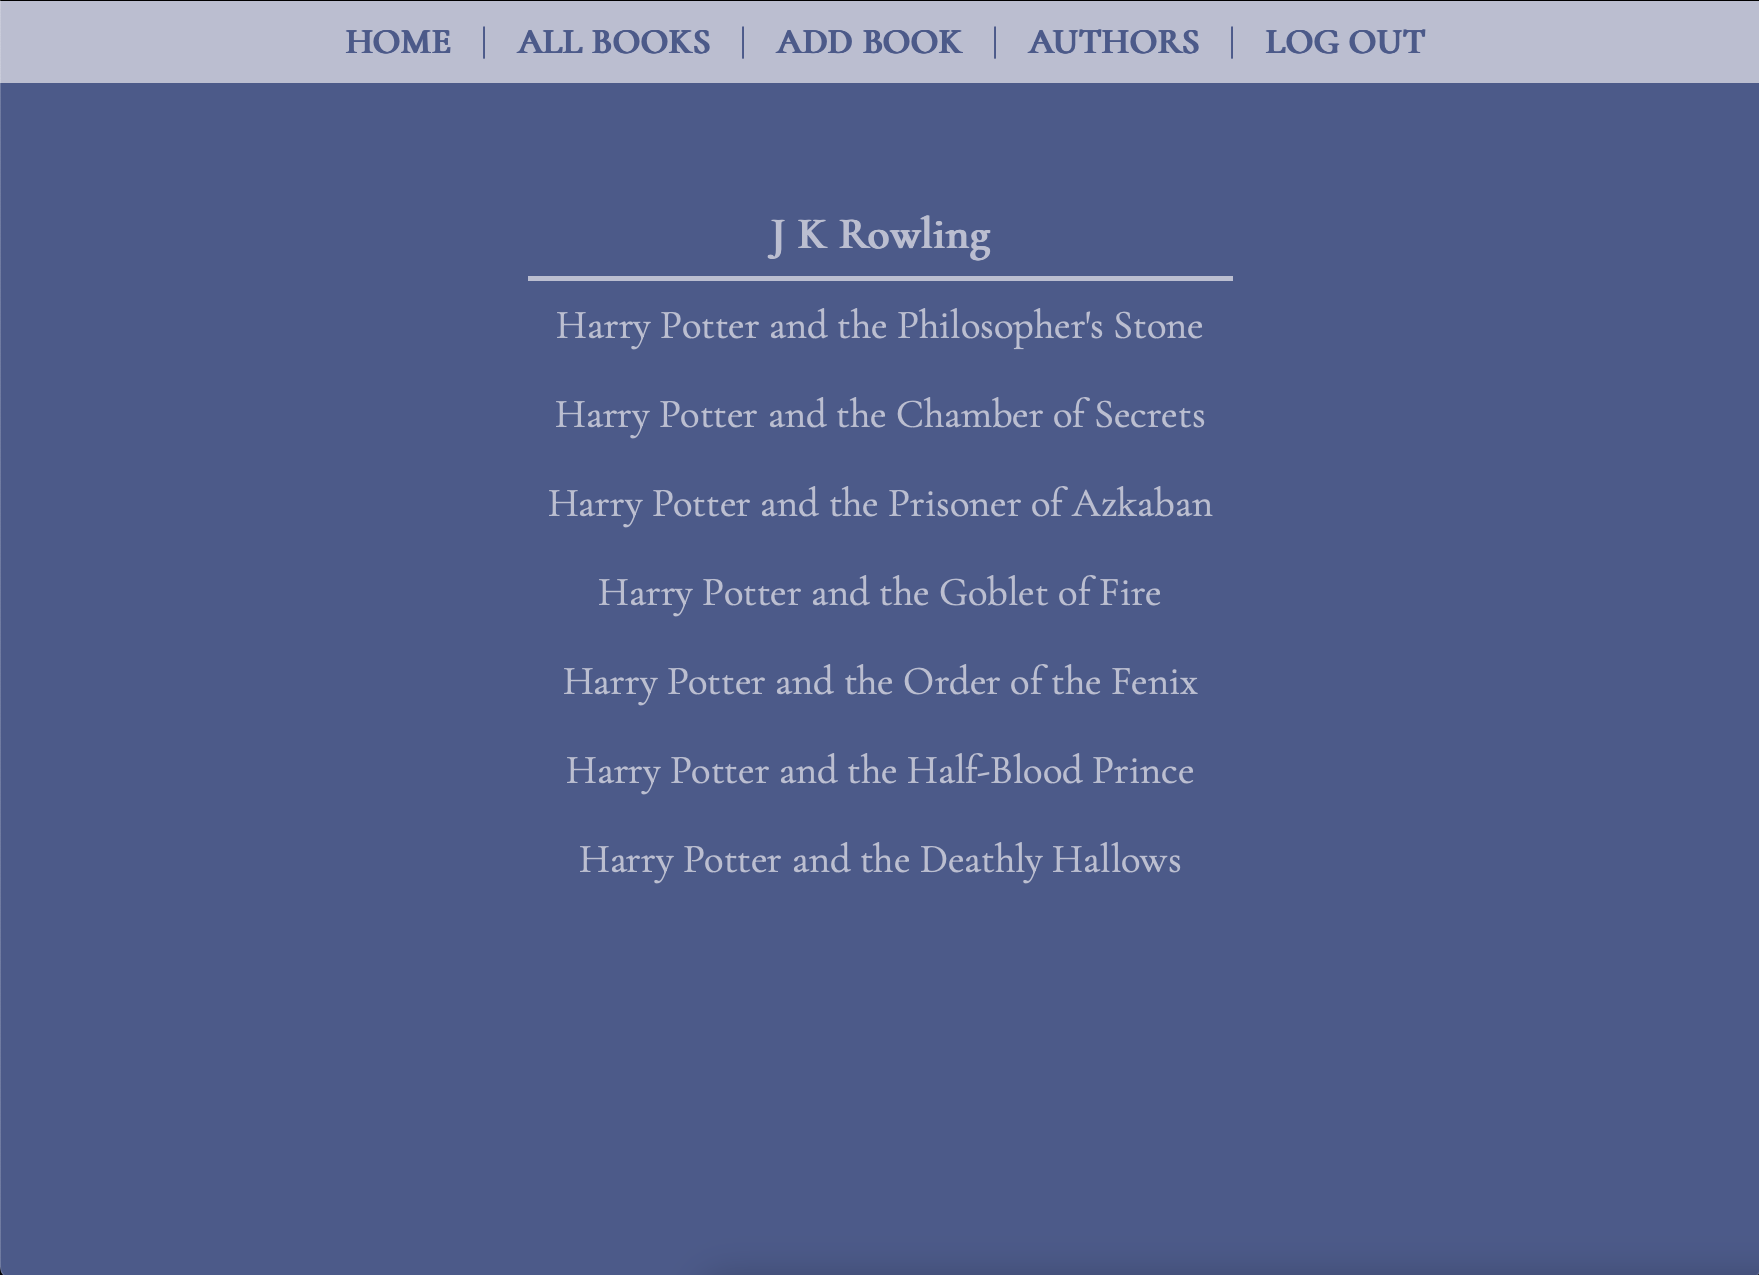 HOME | ALL BOOKS | ADD BOOK | AUTHORS | LOG OUT
J K Rowling
Harry Potter and the Philosopher's Stone
Harry Potter and the Chamber of Secrets
Harry Potter and the Prisoner of Azkaban
Harry Potter and the Goblet of Fire
Harry Potter and the Order of the Fenix
Harry Potter and the Half-Blood Prince
Harry Potter and the Deathly Hallows